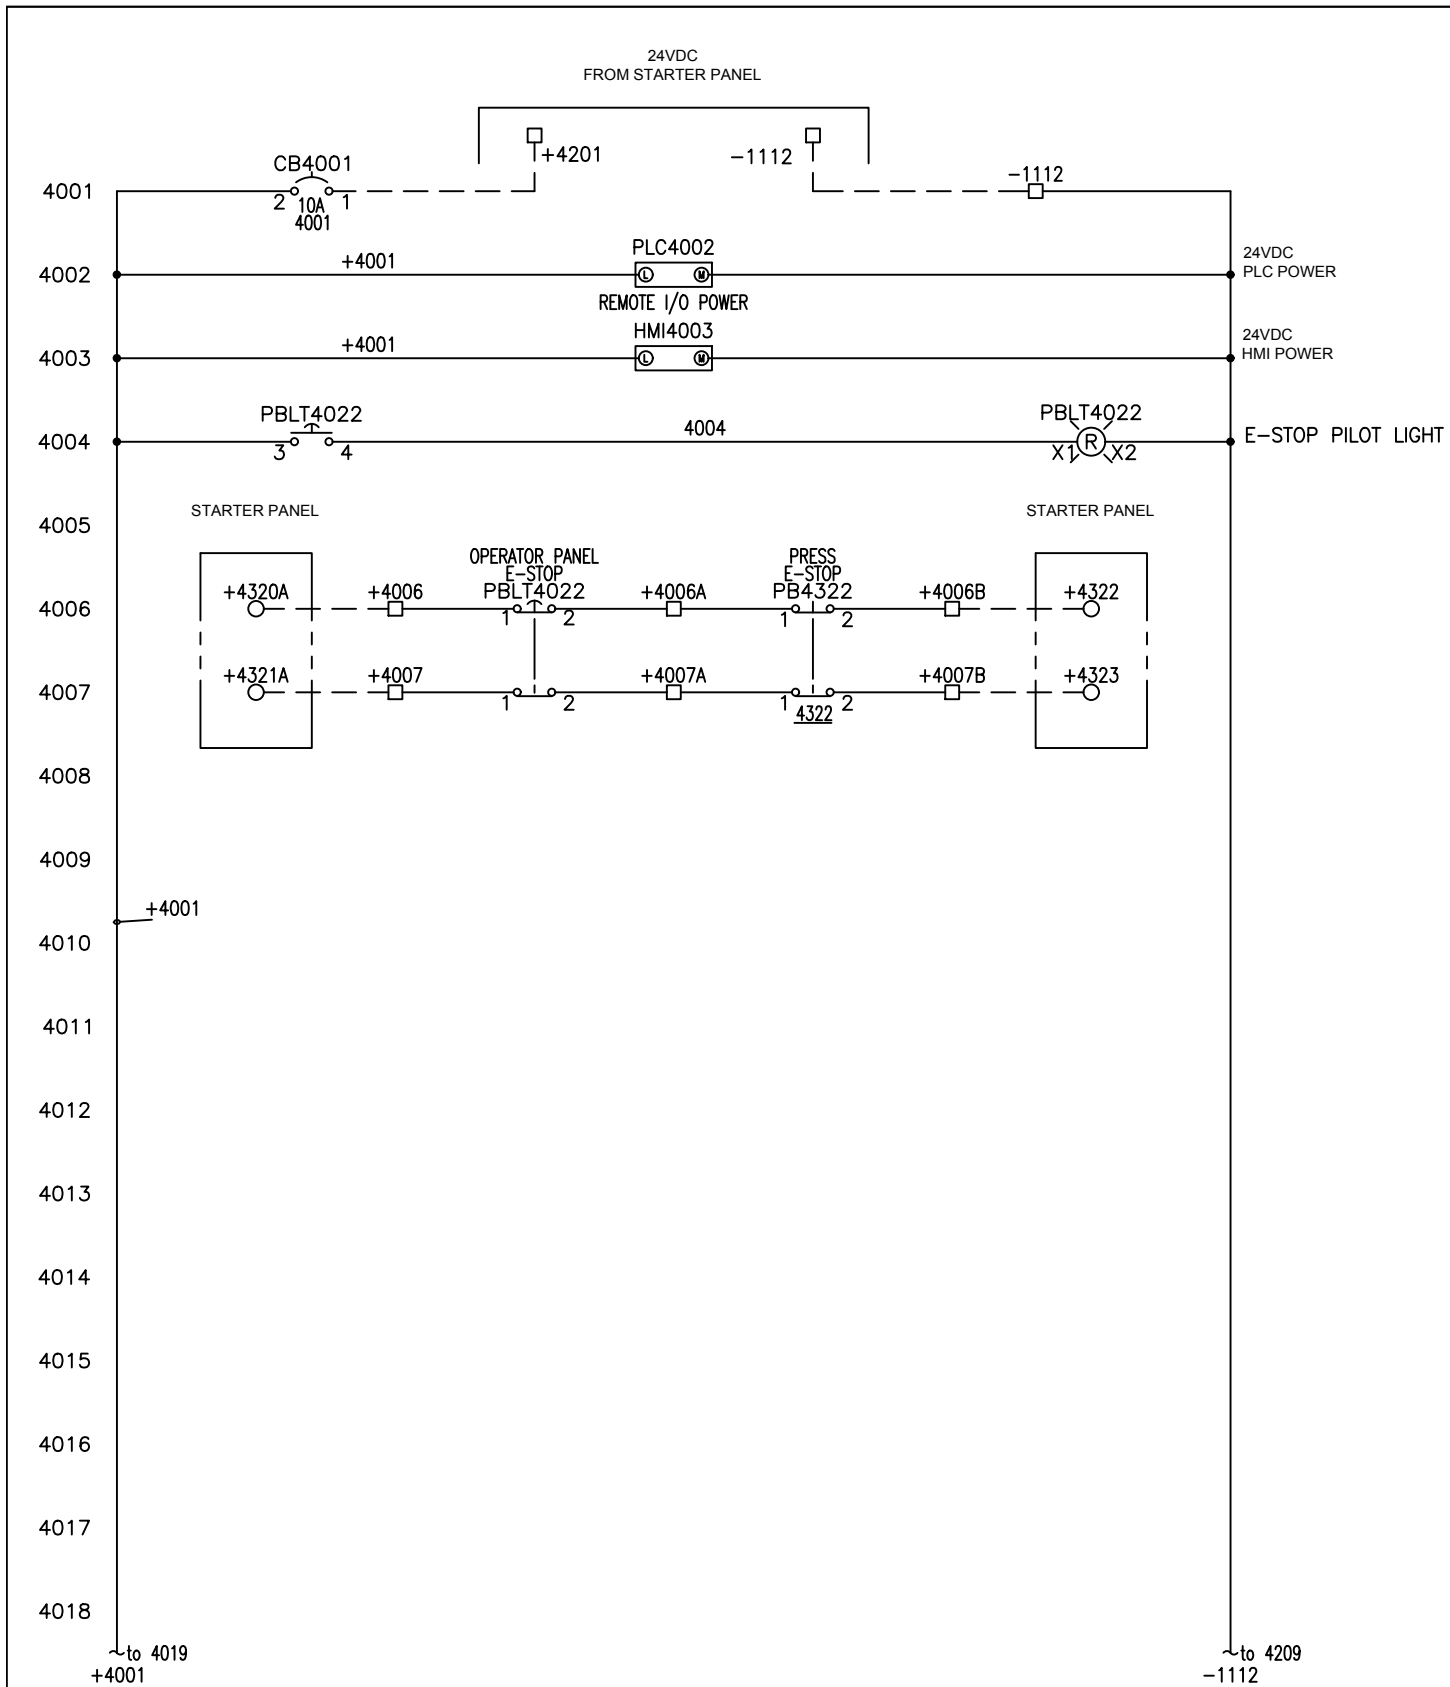 24VDC
FROM STARTER PANEL
+4201
-1112
CB4001
-1112
4001
2
1
10A
4001
+4001
PLC4002
24VDC
4002
L
M
PLC POWER
REMOTE I/O POWER
+4001
HMI4003
24VDC
4003
L
M
HMI POWER
PBLT4022
4004
PBLT4022
4004
R
E-STOP PILOT LIGHT
3
4
X1
X2
STARTER PANEL
STARTER PANEL
4005
OPERATOR PANEL
E-STOP
PRESS
E-STOP
+4320A
+4006
PBLT4022
+4006A
PB4322
+4006B
+4322
4006
1
2
1
2
+4321A
+4007
+4007A
+4007B
+4323
4007
1
2
1
2
4322
4008
4009
+4001
4010
4011
4012
4013
4014
4015
4016
4017
4018
to 4019
+4001
to 4209
-1112